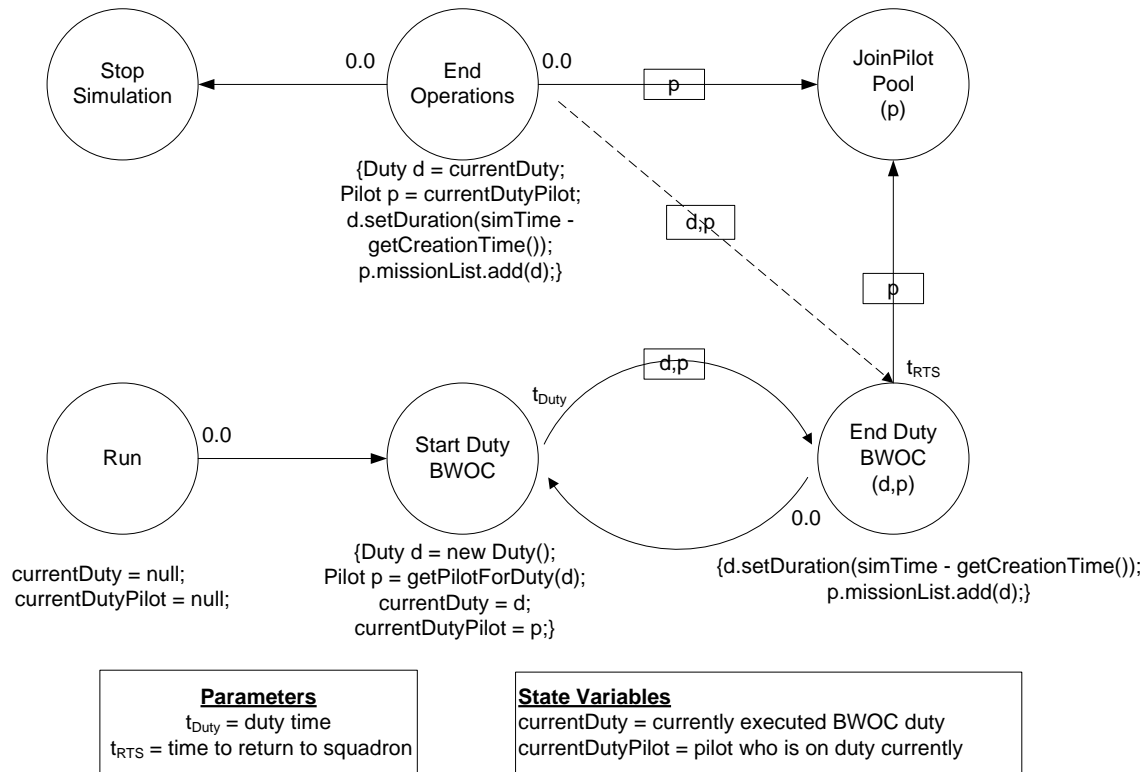 Stop
Simulation
0.0
End
Operations
0.0
p
JoinPilot
Pool
(p)
{Duty d = currentDuty;
Pilot p = currentDutyPilot;
d.setDuration(simTime -
getCreationTime());
p.missionList.add(d);}
d,p
p
Run
0.0
Start Duty
BWOC
tDuty
d,p
tRTS
End Duty
BWOC
(d,p)
0.0
currentDuty = null;
currentDutyPilot = null;
{Duty d = new Duty();
Pilot p = getPilotForDuty(d);
currentDuty = d;
currentDutyPilot = p;}
{d.setDuration(simTime - getCreationTime());
p.missionList.add(d);}
Parameters
tDuty = duty time
tRTS = time to return to squadron
State Variables
currentDuty = currently executed BWOC duty
currentDutyPilot = pilot who is on duty currently